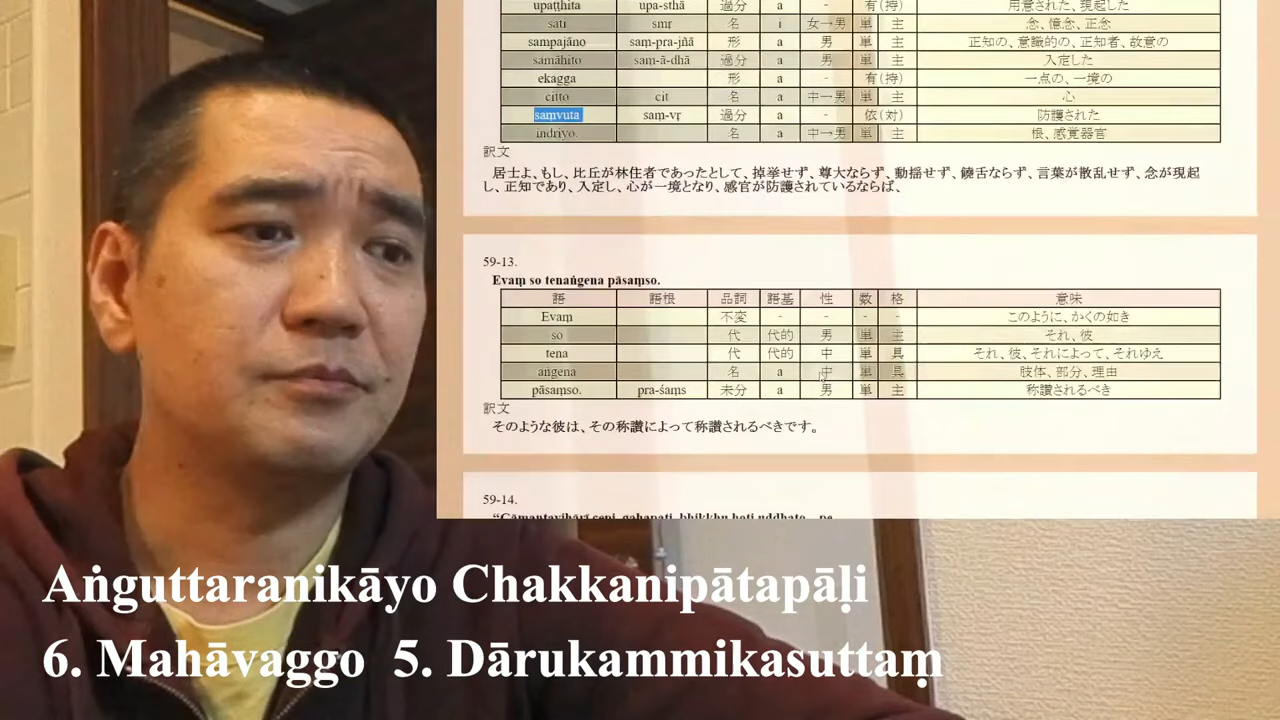 upaṭṭhita upa-sthā 過分 a - 有(持) 用意された、現起した
sati smṛ 名 i 女→男 単 主 念、憶念、正念
sampajāno saṃ-pra-jñā 形 a 男 単 主 正知の、意識的の、正知者、故意の
samāhito saṃ-ā-dhā 過分 a 男 単 主 入定した
ekagga 形 a - 有(持) 一点の、一境の
citto cit 名 a 中→男 単 主 心
saṃvuta saṃ-vṛ 過分 a - 依(対) 防護された
indriyo. 名 a 中→男 単 主 根、感覚器官
訳文
居士よ、もし、比丘が林住者であったとして、掉挙せず、尊大ならず、動揺せず、饒舌ならず、言葉が散乱せず、念が現起
し、正知であり、入定し、心が一境となり、感官が防護されているならば、
59-13.
Evaṃ so tenaṅgena pāsaṃso.
語 語根 品詞 語基 性 数 格 意味
Evaṃ 不変 - - - - このように、かくの如き
so 代 代的 男 単 主 それ、彼
tena 代 代的 中 単 具 それ、彼、それによって、それゆえ
aṅgena 名 a 中 単 具 肢体、部分、理由
pāsaṃso. pra-śaṃs 未分 a 男 単 主 称讃されるべき
訳文
そのような彼は、その称讃によって称讃されるべきです。
59-14.
“Gāmantavihārī cepi, gahapati, bhikkhu hoti uddhato…pe…
Aṅguttaranikāyo Chakkanipātapāḷi
6. Mahāvaggo 5. Dārukammikasuttaṃ